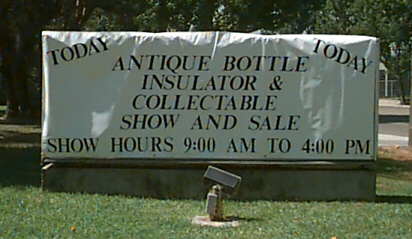 TODAY TODAY
ANTIQUE BOTTLE
INSULATOR &
COLLECTABLE
SHOW AND SALE
SHOW HOURS 9:00 AM TO 4:00 PM